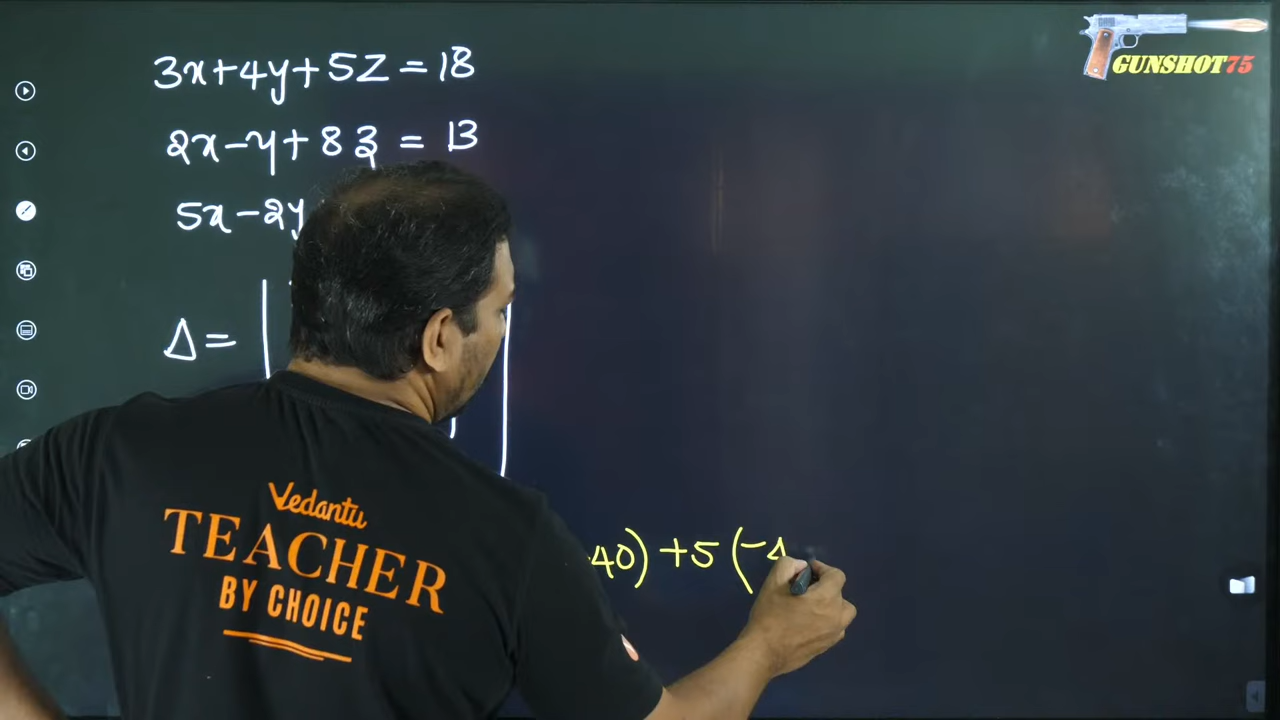 GUNSHOT75
3x+4y+5Z=18
2x-y+8z=13
5x-2y
Δ=
40)+5(-4
Vedantu
TEACHER
BY CHOICE